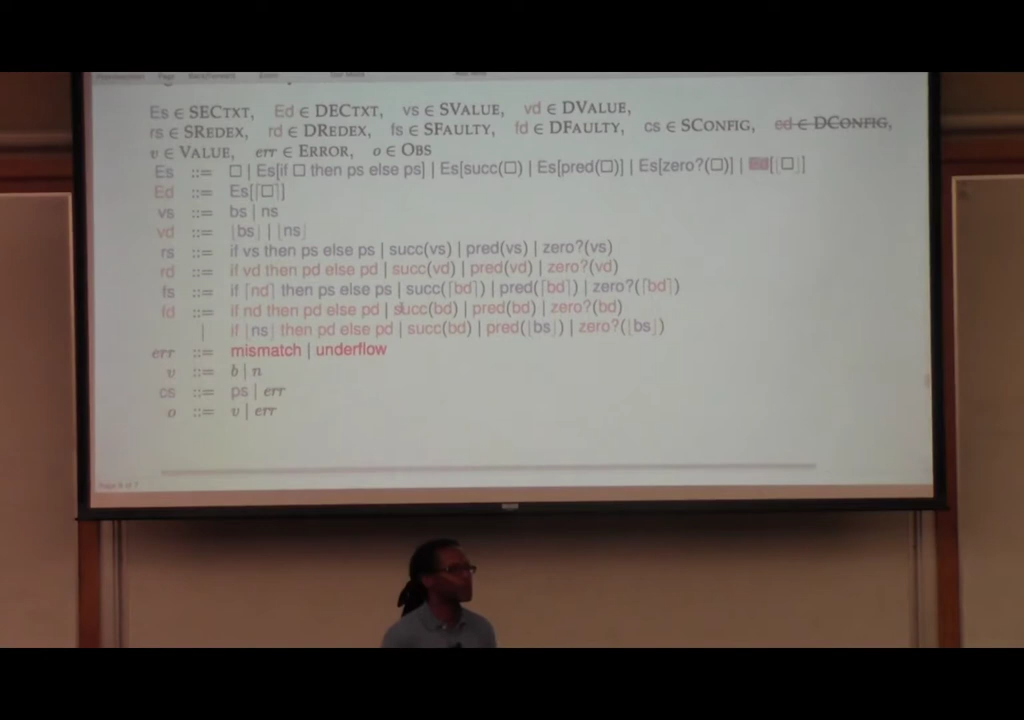 Es ∈ SECTXT, Ed ∈ DECTXT, vs ∈ SVALUE, vd ∈ DVALUE,
rs ∈ SREDEX, rd ∈ DREDEX, fs ∈ SFAULTY, fd ∈ DFAULTY, cs ∈ SCONFIG, ed ∈ DCONFIG,
v ∈ VALUE, err ∈ ERROR, o ∈ OBS
Es ::= □ | Es[if □ then ps else ps] | Es[succ(□)] | Es[pred(□)] | Es[zero?(□)] | Ed[⌊□⌋]
Ed ::= Es[⌈□⌉]
vs ::= bs | ns
vd ::= ⌊bs⌋ | ⌊ns⌋
rs ::= if vs then ps else ps | succ(vs) | pred(vs) | zero?(vs)
rd ::= if vd then pd else pd | succ(vd) | pred(vd) | zero?(vd)
fs ::= if ⌈nd⌉ then ps else ps | succ(⌈bd⌉) | pred(⌈bd⌉) | zero?(⌈bd⌉)
fd ::= if nd then pd else pd | succ(bd) | pred(bd) | zero?(bd)
| if ⌊ns⌋ then pd else pd | succ(bd) | pred(⌊bs⌋) | zero?(⌊bs⌋)
err ::= mismatch | underflow
v ::= b | n
cs ::= ps | err
o ::= v | err